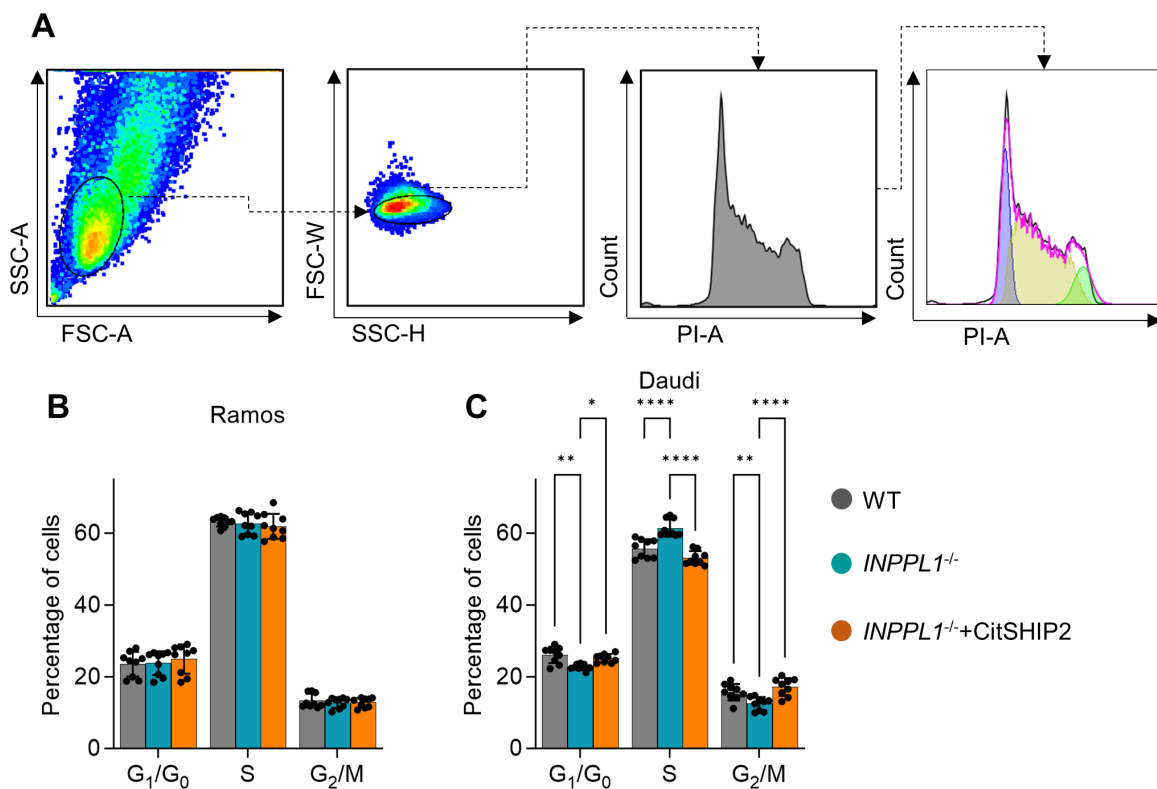 A
SSC-A
FSC-A
FSC-W
SSC-H
Count
PI-A
Count
PI-A
B
Ramos
Percentage of cells
60
40
20
0
G₁/G₀
S
G₂/M
C
Daudi
Percentage of cells
60
40
20
0
**
*
****
****
**
****
G₁/G₀
S
G₂/M
WT
INPPL1⁻/⁻
INPPL1⁻/⁻+CitSHIP2